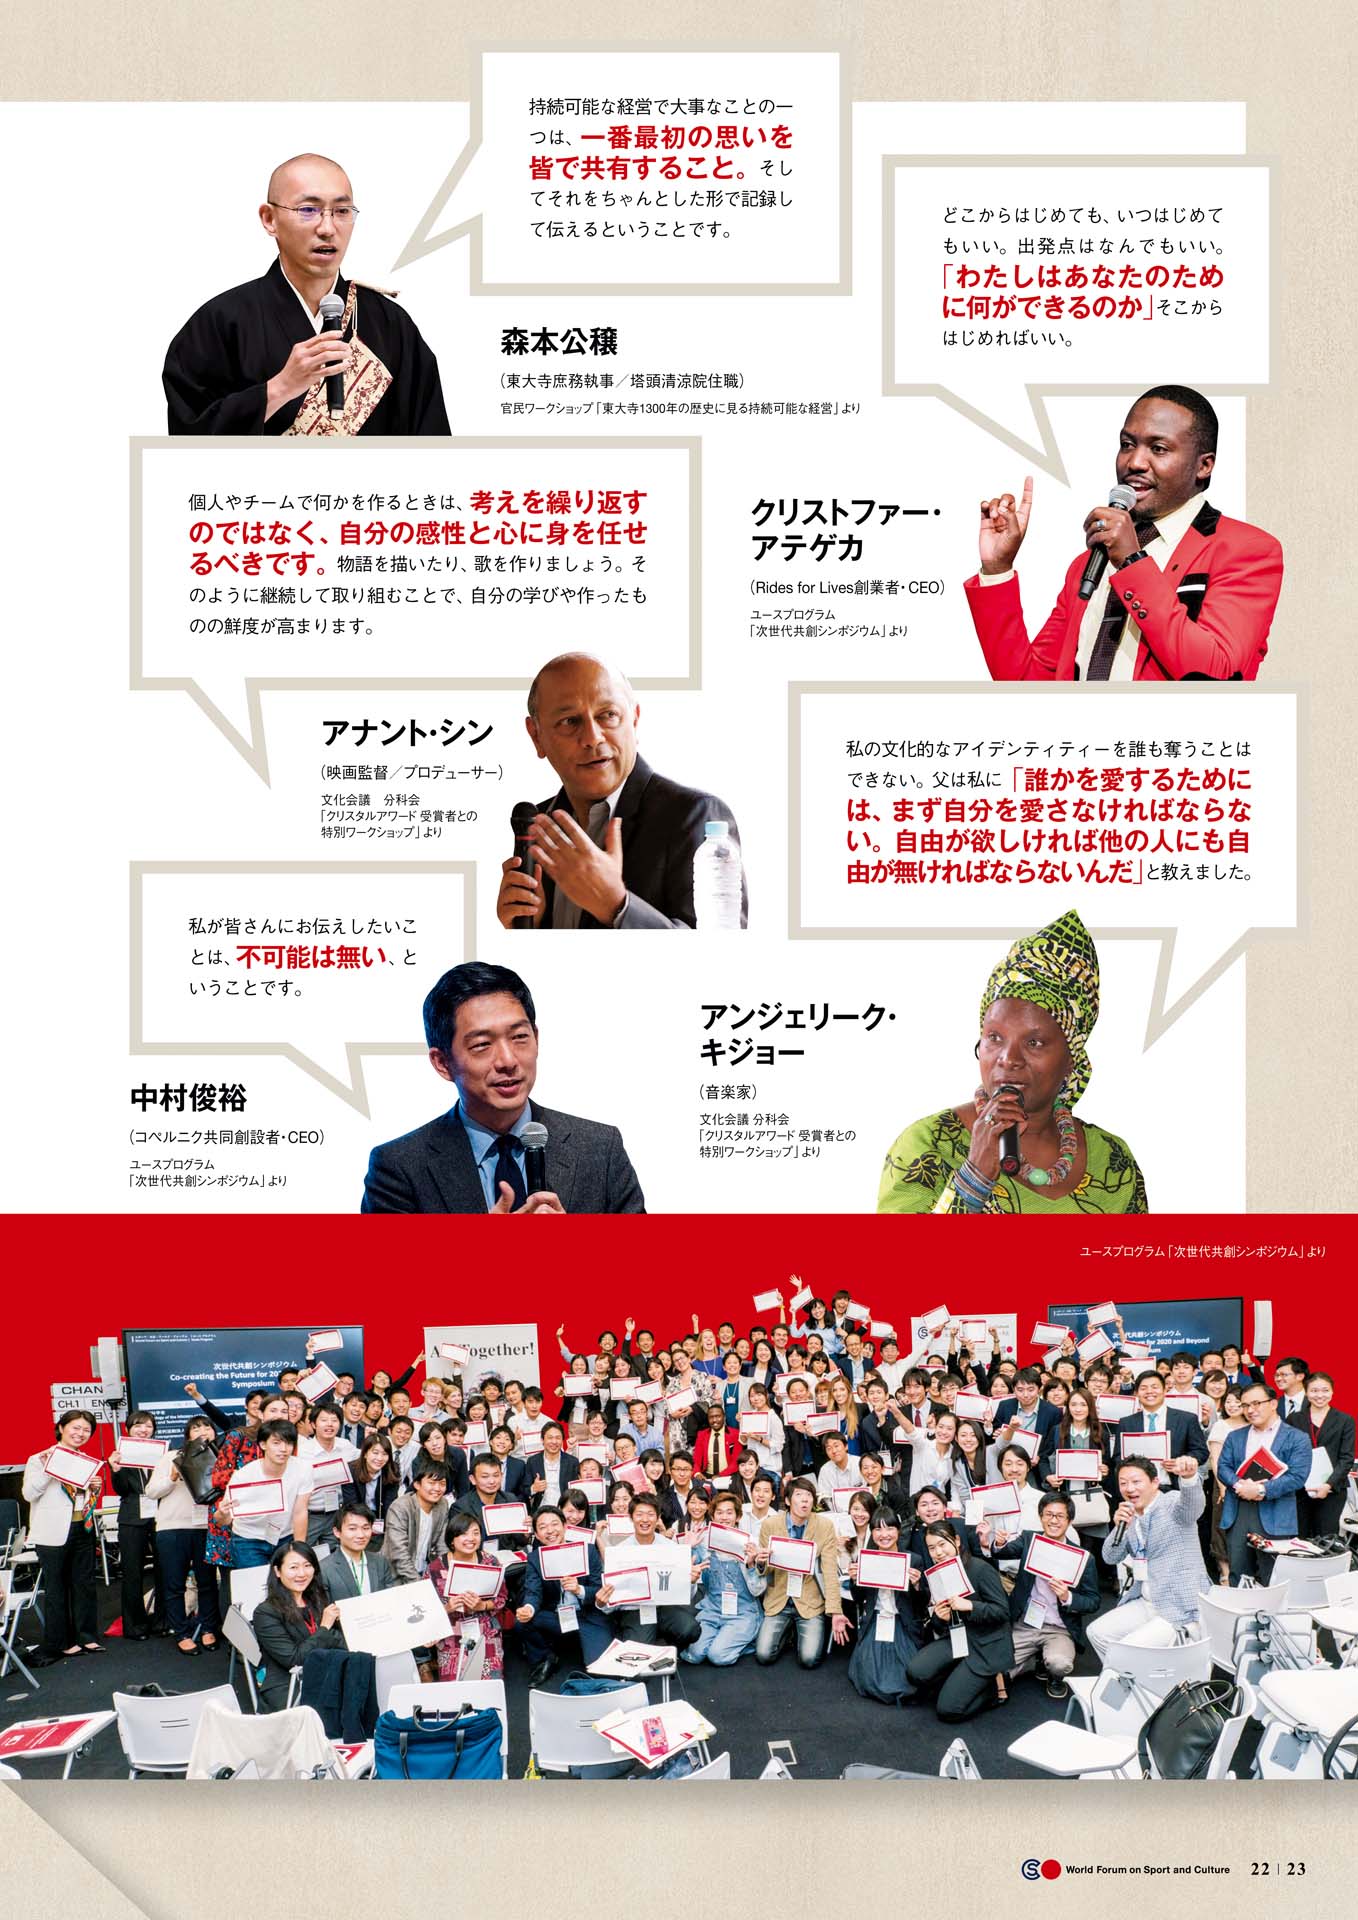 持続可能な経営で大事なことの一
つは、一番最初の思いを
皆で共有すること。そし
てそれをちゃんとした形で記録し
て伝えるということです。
森本公穣
（東大寺庶務執事／塔頭清涼院住職）
官民ワークショップ「東大寺1300年の歴史に見る持続可能な経営」より
どこからはじめても、いつはじめて
もいい。出発点はなんでもいい。
「わたしはあなたのため
に何ができるのか」そこから
はじめればいい。
クリストファー・
アテゲカ
（Rides for Lives創業者・CEO）
ユースプログラム
「次世代共創シンポジウム」より
個人やチームで何かを作るときは、考えを繰り返す
のではなく、自分の感性と心に身を任せ
るべきです。物語を描いたり、歌を作りましょう。そ
のように継続して取り組むことで、自分の学びや作ったも
のの鮮度が高まります。
アナント・シン
（映画監督／プロデューサー）
文化会議　分科会
「クリスタルアワード 受賞者との
特別ワークショップ」より
私の文化的なアイデンティティーを誰も奪うことは
できない。父は私に「誰かを愛するために
は、まず自分を愛さなければならな
い。自由が欲しければ他の人にも自
由が無ければならないんだ」と教えました。
アンジェリーク・
キジョー
（音楽家）
文化会議 分科会
「クリスタルアワード 受賞者との
特別ワークショップ」より
私が皆さんにお伝えしたいこ
とは、不可能は無い、と
いうことです。
中村俊裕
（コペルニク共同創設者・CEO）
ユースプログラム
「次世代共創シンポジウム」より
ユースプログラム「次世代共創シンポジウム」より
次世代共創シンポジウム
Co-creating the Future for 20
Symposium
Together!
CHAN
CH.1
日本
for 2020 and Beyond
World Forum on Sport and Culture
22 | 23